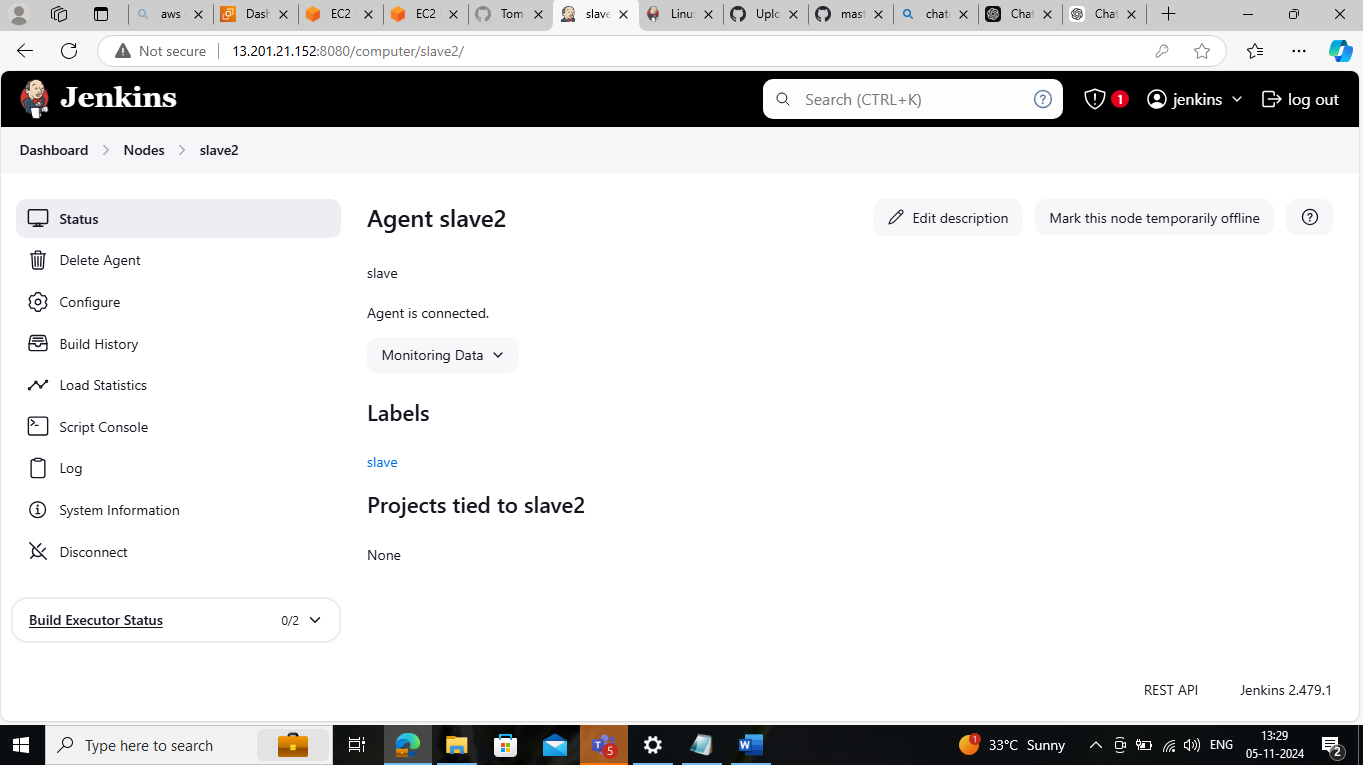 aws
Dash
EC2
EC2
Tom
slave
Linu
Uplo
mast
chat
Chat
Chat
Not secure
13.201.21.152:8080/computer/slave2/
Jenkins
Search (CTRL+K)
1
jenkins
log out
Dashboard
Nodes
slave2
Status
Delete Agent
Configure
Build History
Load Statistics
Script Console
Log
System Information
Disconnect
Build Executor Status
0/2
Agent slave2
Edit description
Mark this node temporarily offline
slave
Agent is connected.
Monitoring Data
Labels
slave
Projects tied to slave2
None
REST API
Jenkins 2.479.1
Type here to search
5
1
33°C Sunny
ENG
13:29
05-11-2024
2